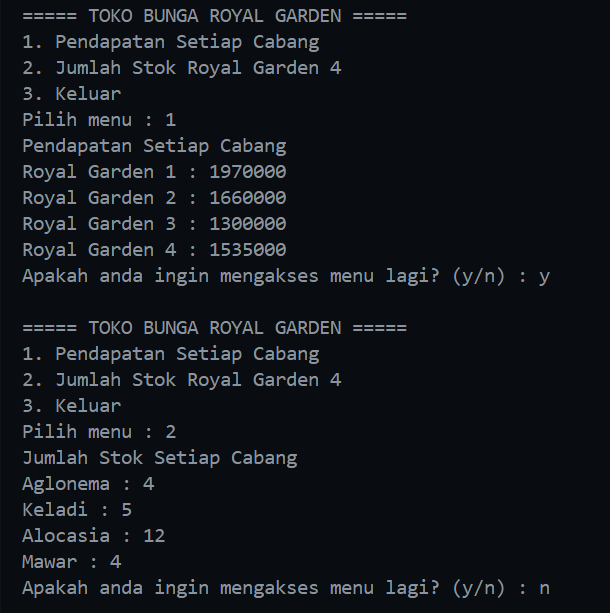 ===== TOKO BUNGA ROYAL GARDEN =====
1. Pendapatan Setiap Cabang
2. Jumlah Stok Royal Garden 4
3. Keluar
Pilih menu : 1
Pendapatan Setiap Cabang
Royal Garden 1 : 1970000
Royal Garden 2 : 1660000
Royal Garden 3 : 1300000
Royal Garden 4 : 1535000
Apakah anda ingin mengakses menu lagi? (y/n) : y
===== TOKO BUNGA ROYAL GARDEN =====
1. Pendapatan Setiap Cabang
2. Jumlah Stok Royal Garden 4
3. Keluar
Pilih menu : 2
Jumlah Stok Setiap Cabang
Aglonema : 4
Keladi : 5
Alocasia : 12
Mawar : 4
Apakah anda ingin mengakses menu lagi? (y/n) : n